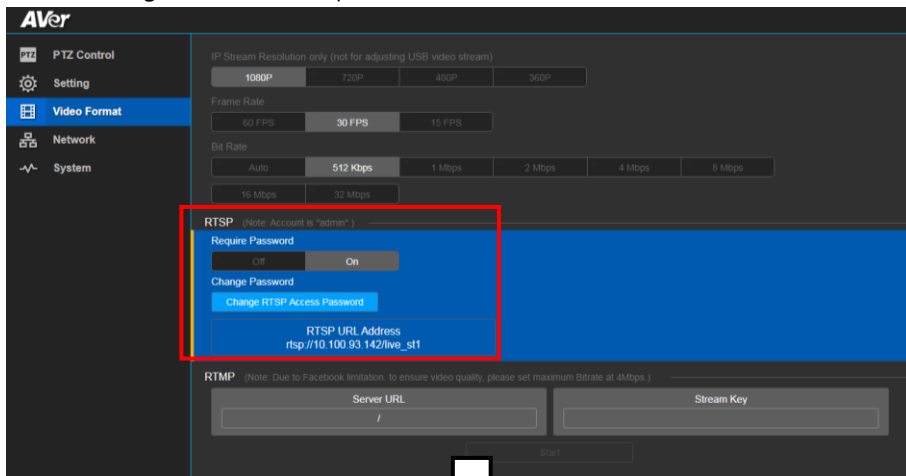 AVer
PTZ PTZ Control
Setting
Video Format
Network
System
IP Stream Resolution only (not for adjusting USB video stream)
1080P 720P 480P 360P
Frame Rate
60 FPS 30 FPS 15 FPS
Bit Rate
Auto 512 Kbps 1 Mbps 2 Mbps 4 Mbps 8 Mbps
16 Mbps 32 Mbps
RTSP (Note: Account is "admin".)
Require Password
Off On
Change Password
Change RTSP Access Password
RTSP URL Address
rtsp://10.100.93.142/live_st1
RTMP (Note: Due to Facebook limitation, to ensure video quality, please set maximum Bitrate at 4Mbps.)
Server URL Stream Key
/
Start